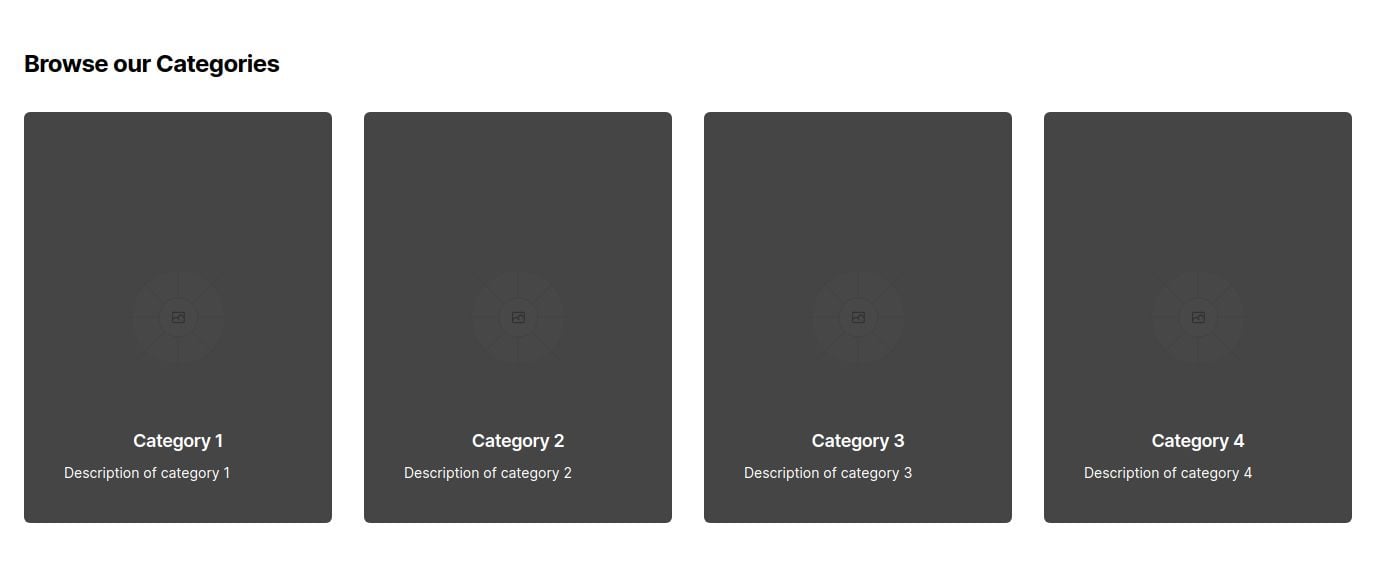 Browse our Categories
Category 1
Description of category 1
Category 2
Description of category 2
Category 3
Description of category 3
Category 4
Description of category 4